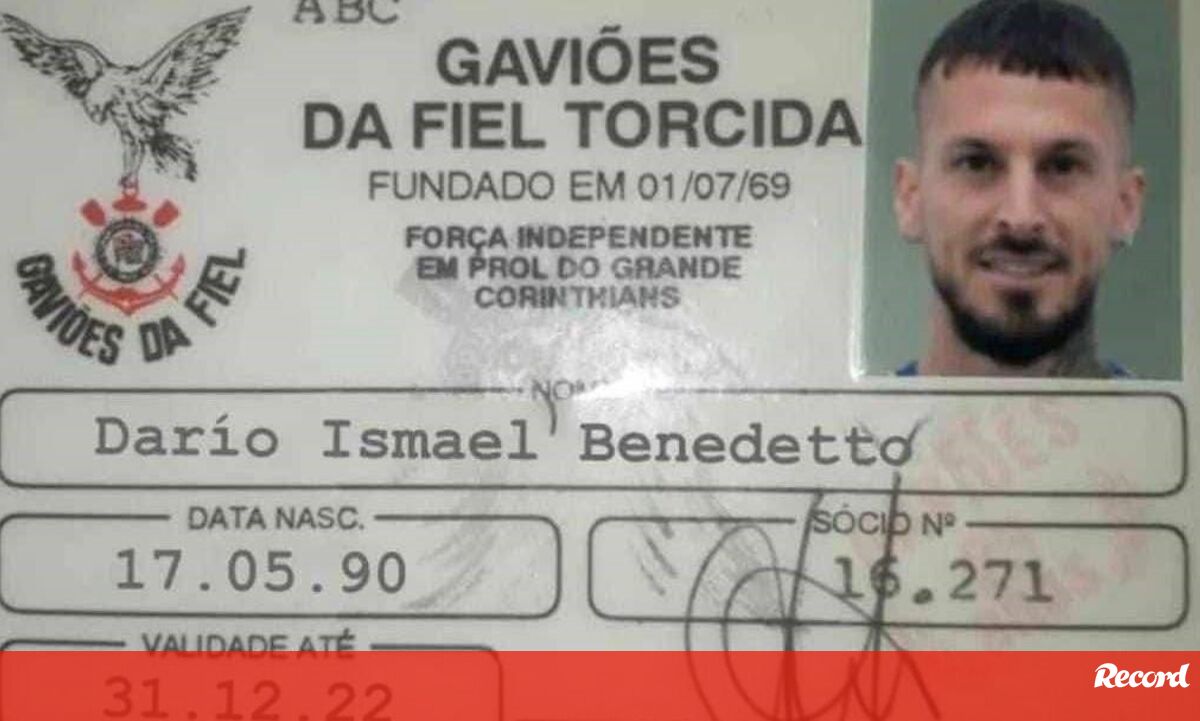 ABC
GAVIÕES
DA FIEL TORCIDA
FUNDADO EM 01/07/69
FORÇA INDEPENDENTE
EM PROL DO GRANDE
CORINTHIANS
GAVIÕES DA FIEL
Darío Ismael Benedetto
DATA NASC.
17.05.90
SÓCIO Nº
16.271
VALIDADE ATÉ
31.12.22
Record